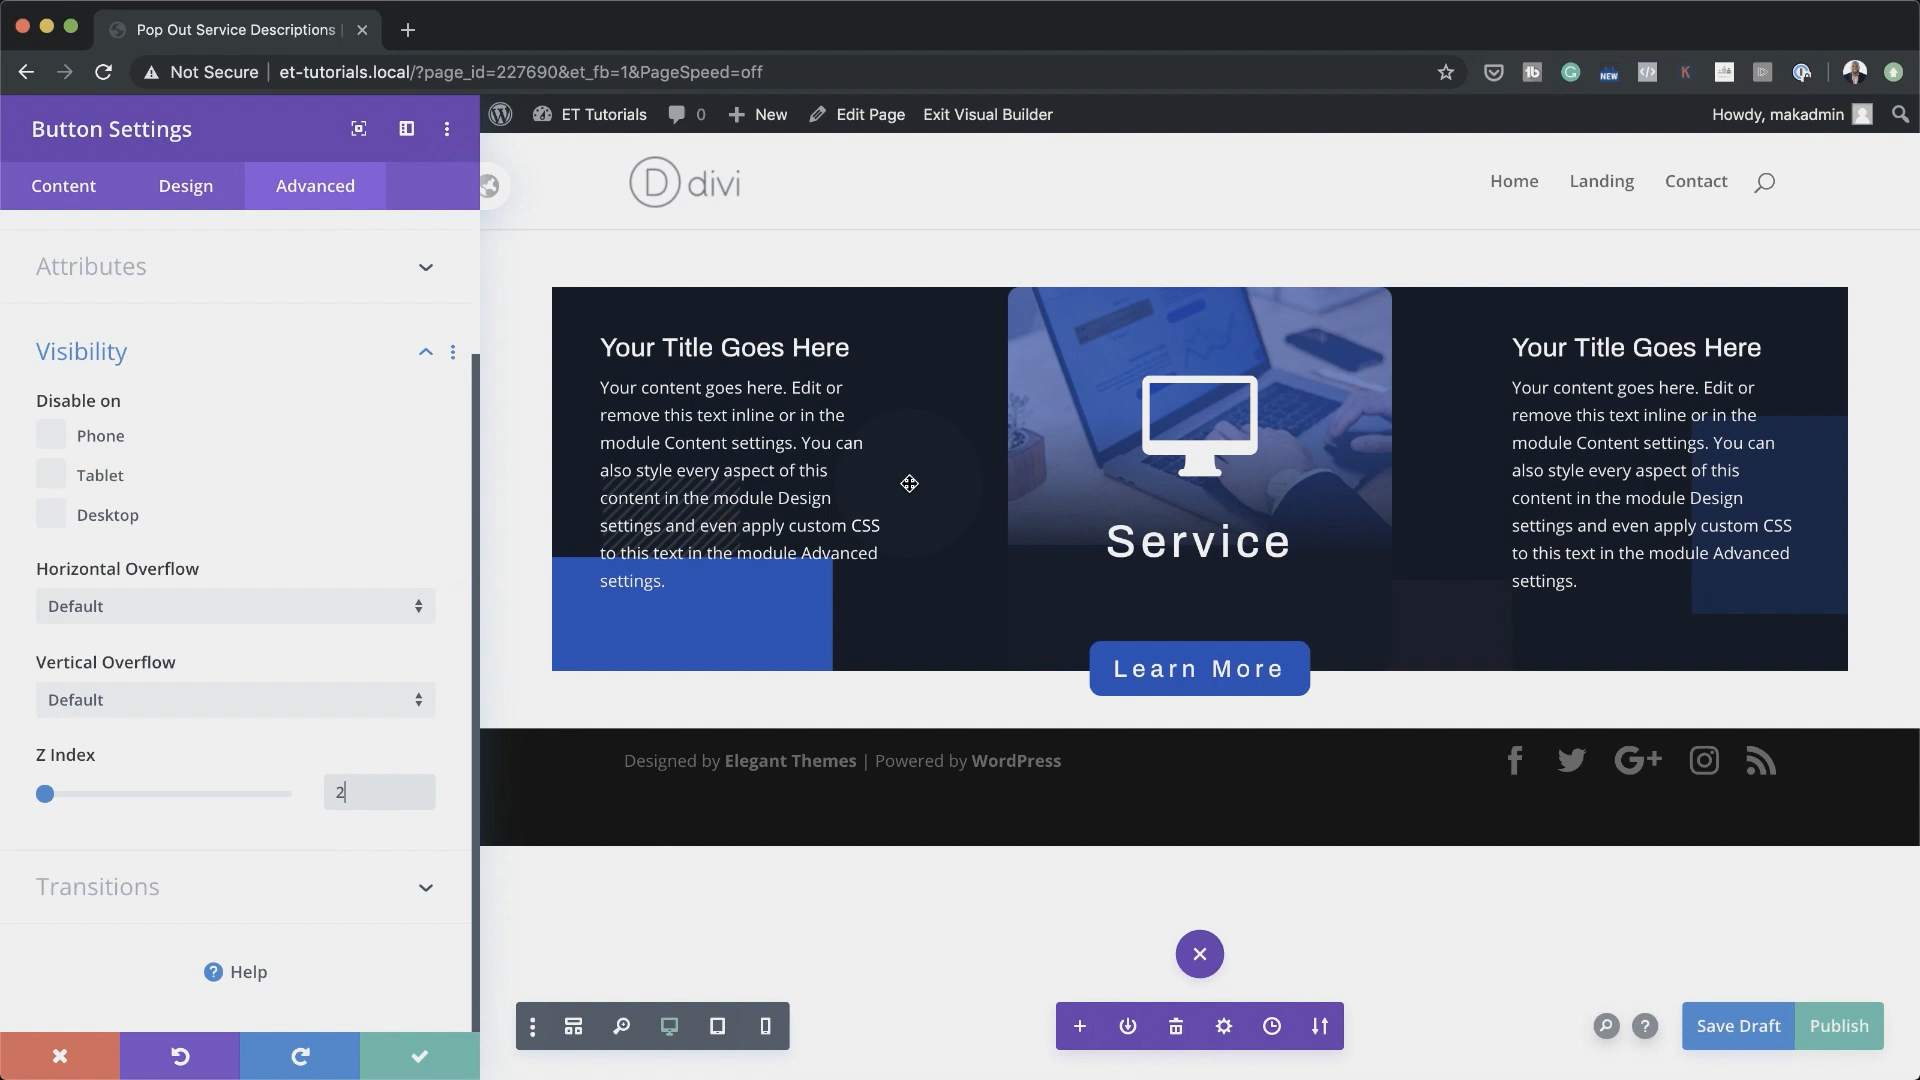 Pop Out Service Descriptions |
Not Secure | et-tutorials.local/?page_id=227690&et_fb=1&PageSpeed=off
NEW
Button Settings
Content Design Advanced
Attributes
Visibility
Disable on
Phone
Tablet
Desktop
Horizontal Overflow
Default
Vertical Overflow
Default
Z Index
2
Transitions
? Help
ET Tutorials 0 New Edit Page Exit Visual Builder
Howdy, makadmin
D divi
Home Landing Contact
Your Title Goes Here
Your content goes here. Edit or
remove this text inline or in the
module Content settings. You can
also style every aspect of this
content in the module Design
settings and even apply custom CSS
to this text in the module Advanced
settings.
Service
Learn More
Your Title Goes Here
Your content goes here. Edit or
remove this text inline or in the
module Content settings. You can
also style every aspect of this
content in the module Design
settings and even apply custom CSS
to this text in the module Advanced
settings.
Designed by Elegant Themes | Powered by WordPress
Save Draft Publish